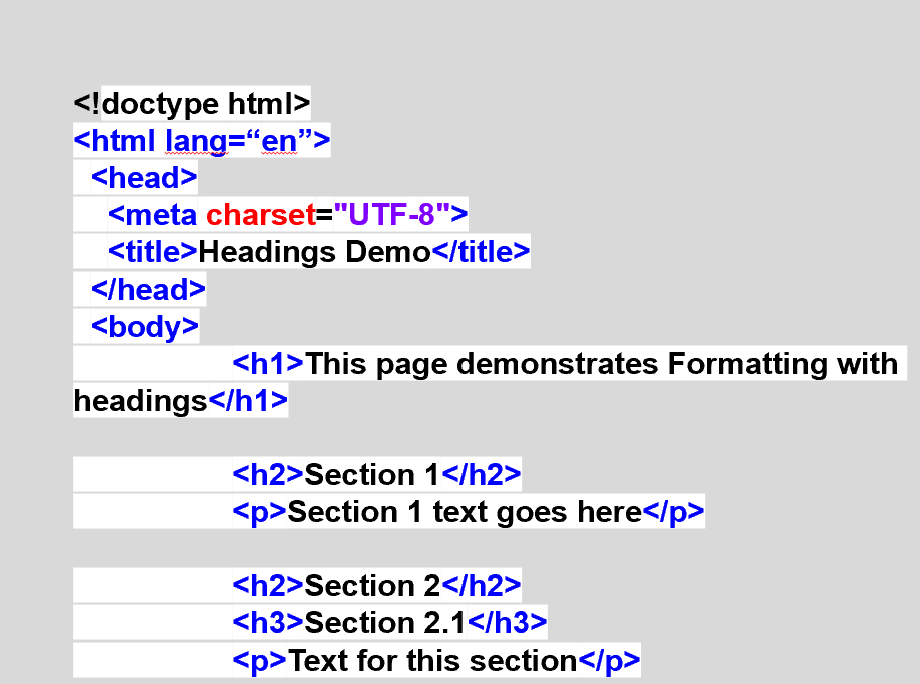 <!doctype html>
<html lang=“en”>
<head>
<meta charset="UTF-8">
<title>Headings Demo</title>
</head>
<body>
<h1>This page demonstrates Formatting with
headings</h1>
<h2>Section 1</h2>
<p>Section 1 text goes here</p>
<h2>Section 2</h2>
<h3>Section 2.1</h3>
<p>Text for this section</p>